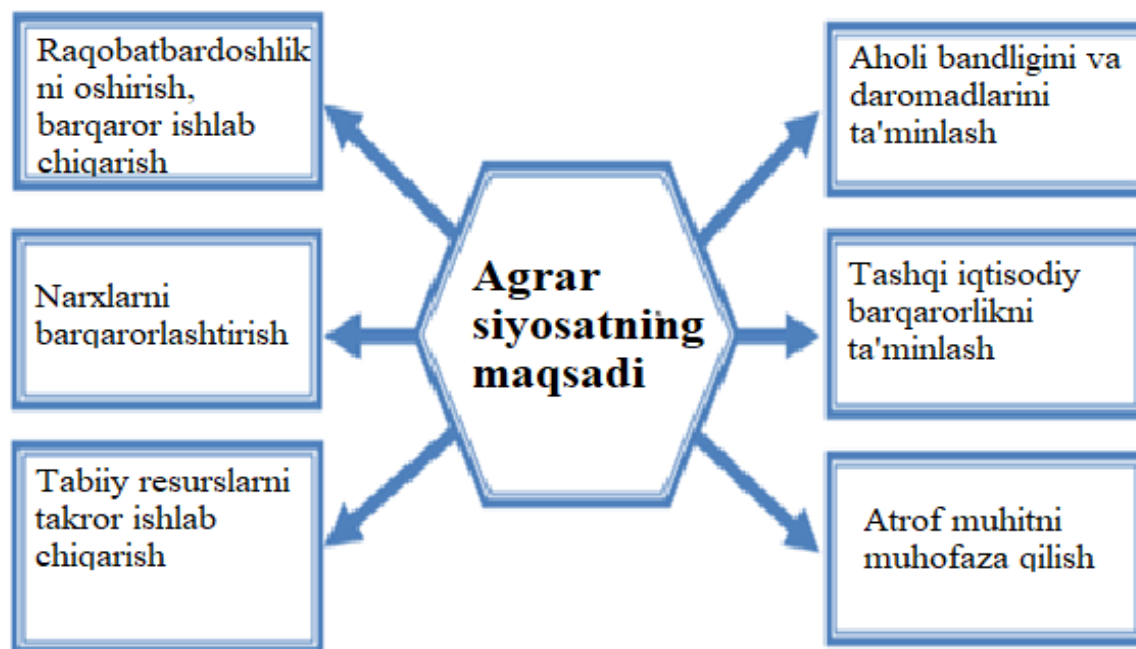 Raqobatbardoshlik
ni oshirish,
barqaror ishlab
chiqarish
Narxlarni
barqarorlashtirish
Tabiiy resurslarni
takror ishlab
chiqarish
Agrar
siyosatning
maqsadi
Aholi bandligini va
daromadlarini
ta'minlash
Tashqi iqtisodiy
barqarorlikni
ta'minlash
Atrof muhitni
muhofaza qilish